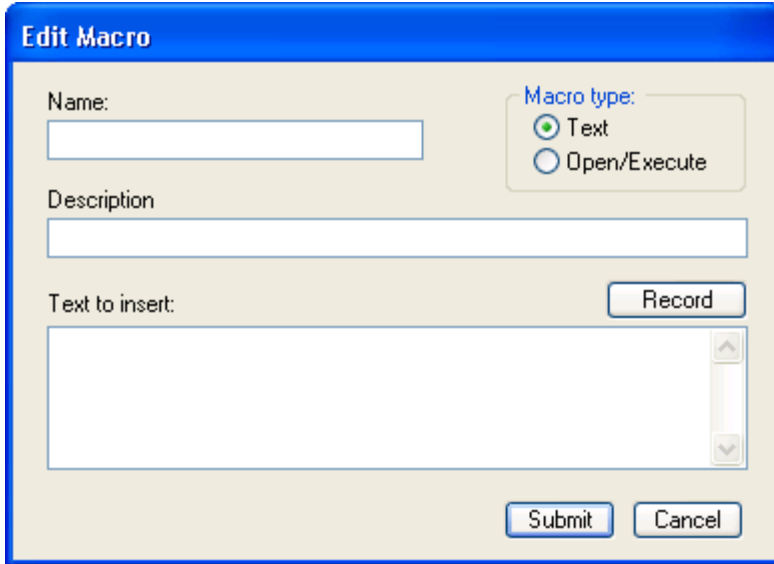 Edit Macro
Name:
Macro type:
Text
Open/Execute
Description
Text to insert:
Record
Submit
Cancel